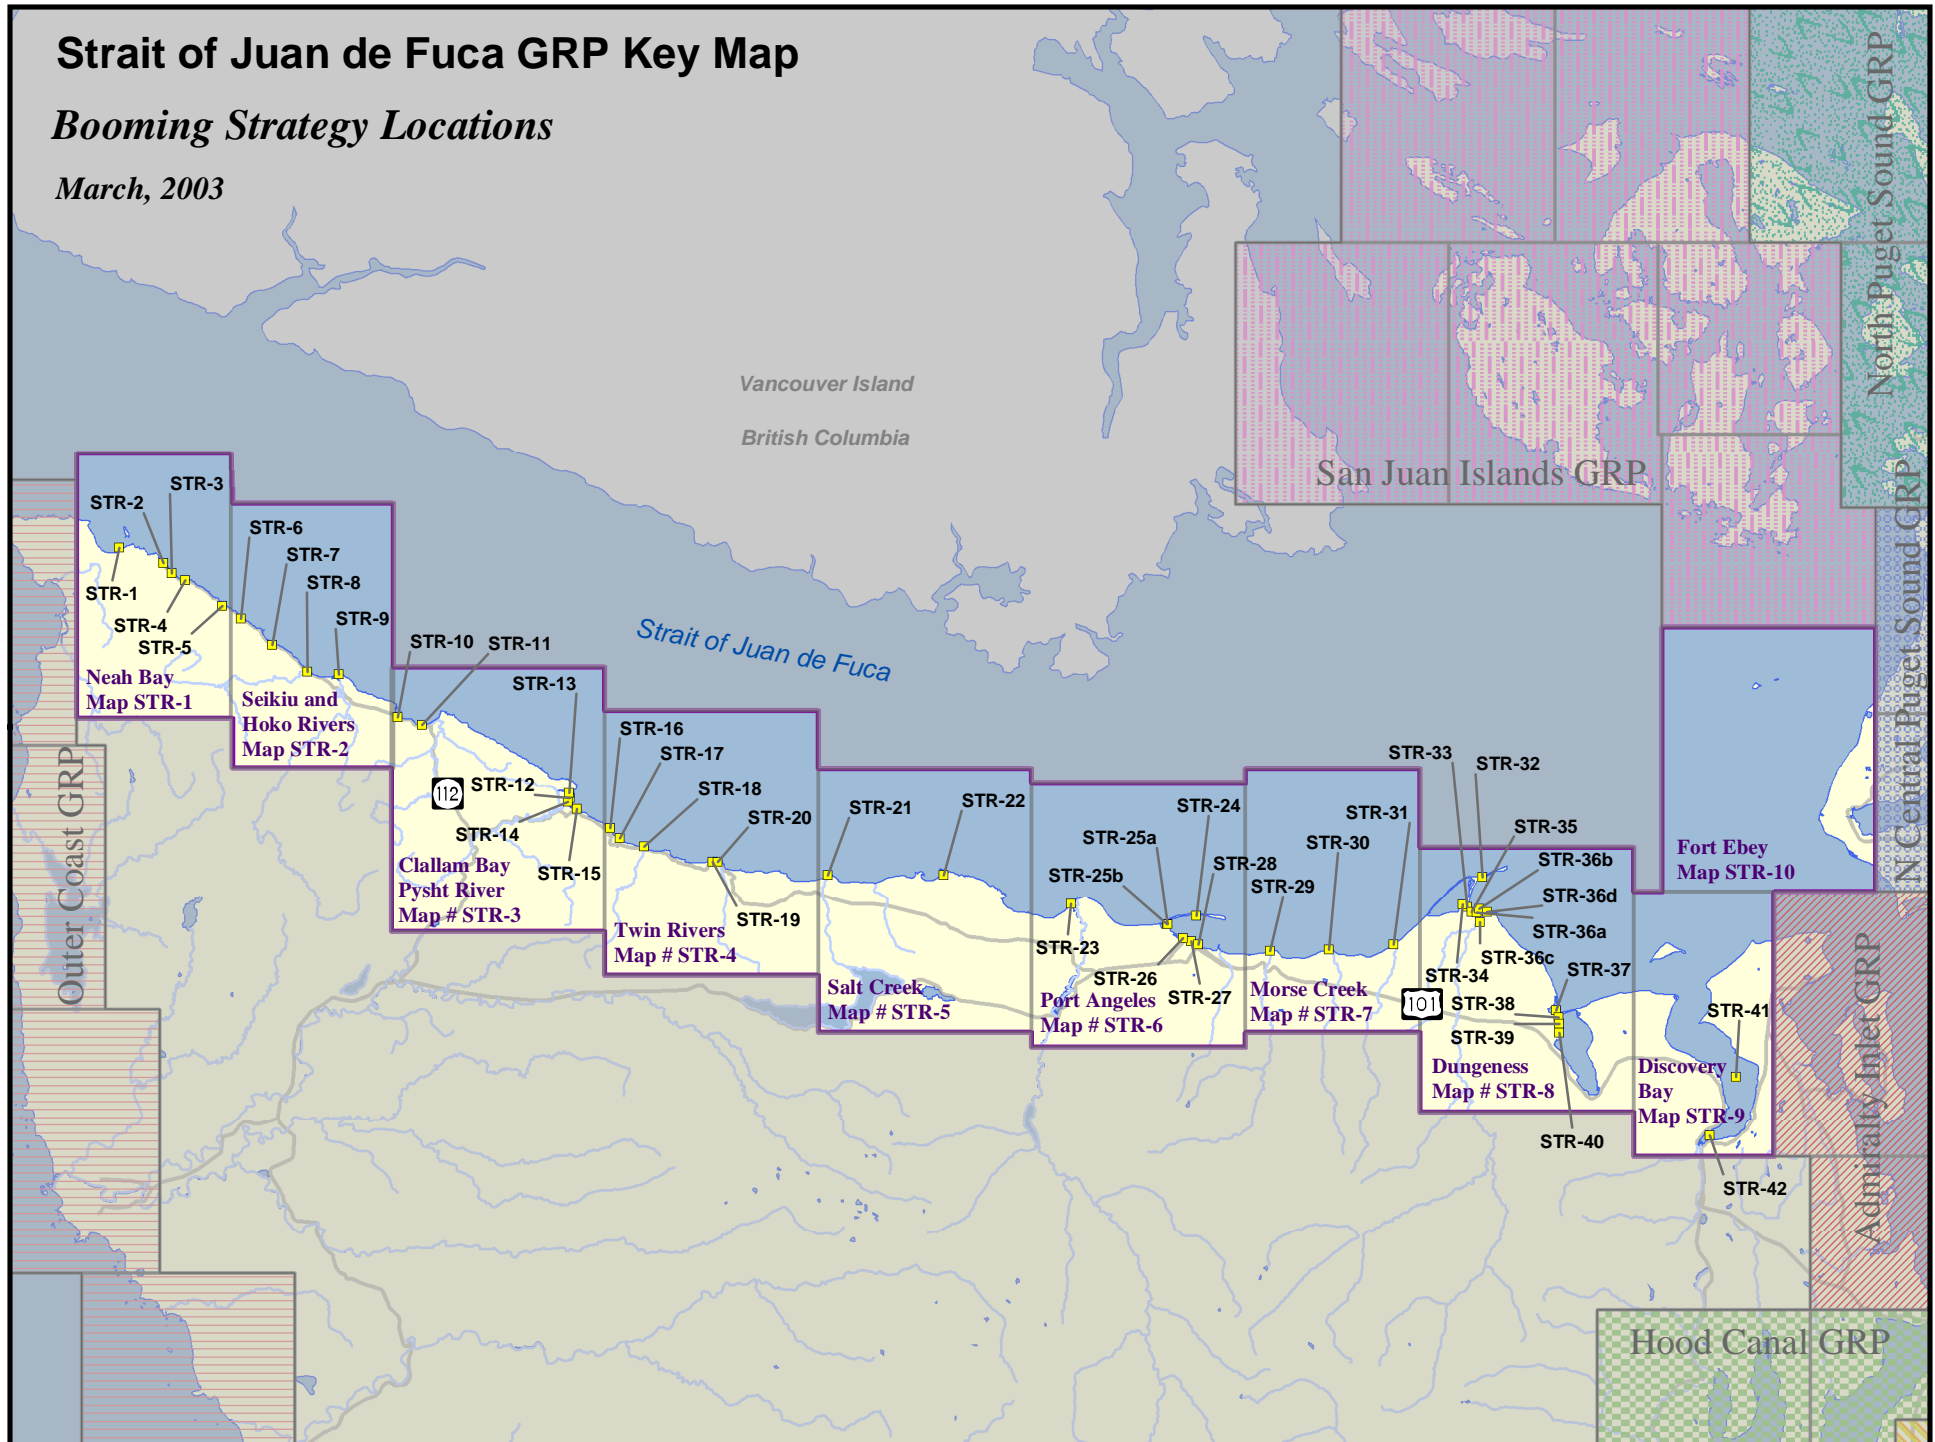 Strait of Juan de Fuca GRP Key Map
Booming Strategy Locations
March, 2003
North Puget Sound GRP
Vancouver Island
British Columbia
San Juan Islands GRP
N Central Puget Sound GRP
Strait of Juan de Fuca
STR-1
STR-2
STR-3
STR-4
STR-5
Neah Bay
Map STR-1
STR-6
STR-7
STR-8
STR-9
Seikiu and
Hoko Rivers
Map STR-2
STR-10
STR-11
STR-13
112
STR-12
STR-14
STR-15
Clallam Bay
Pysht River
Map # STR-3
STR-16
STR-17
STR-18
STR-20
STR-19
Twin Rivers
Map # STR-4
STR-21
STR-22
Salt Creek
Map # STR-5
STR-24
STR-25a
STR-25b
STR-28
STR-23
STR-26
STR-27
Port Angeles
Map # STR-6
STR-29
STR-30
STR-31
Morse Creek
Map # STR-7
101
STR-33
STR-32
STR-35
STR-36b
STR-36d
STR-36a
STR-36c
STR-34
STR-37
STR-38
STR-39
STR-40
Dungeness
Map # STR-8
STR-41
Discovery
Bay
Map STR-9
STR-42
Fort Ebey
Map STR-10
Outer Coast GRP
Admiralty Inlet GRP
Hood Canal GRP